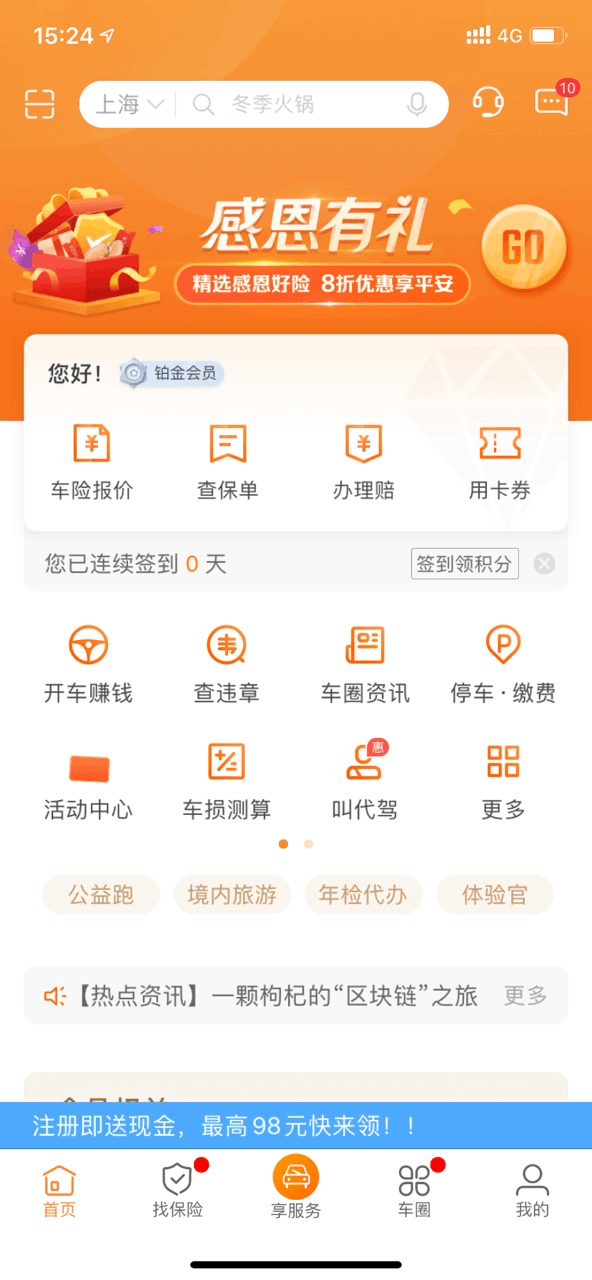 15:24 4G
上海 冬季火锅 10
感恩有礼
GO
精选感恩好险 8折优惠享平安
您好! 铂金会员
车险报价 查保单 办理赔 用卡券
您已连续签到 0 天 签到领积分
开车赚钱 查违章 车圈资讯 停车·缴费
惠
活动中心 车损测算 叫代驾 更多
公益跑 境内旅游 年检代办 体验官
【热点资讯】一颗枸杞的“区块链”之旅 更多
注册即送现金，最高98元快来领！！
首页 找保险 享服务 车圈 我的